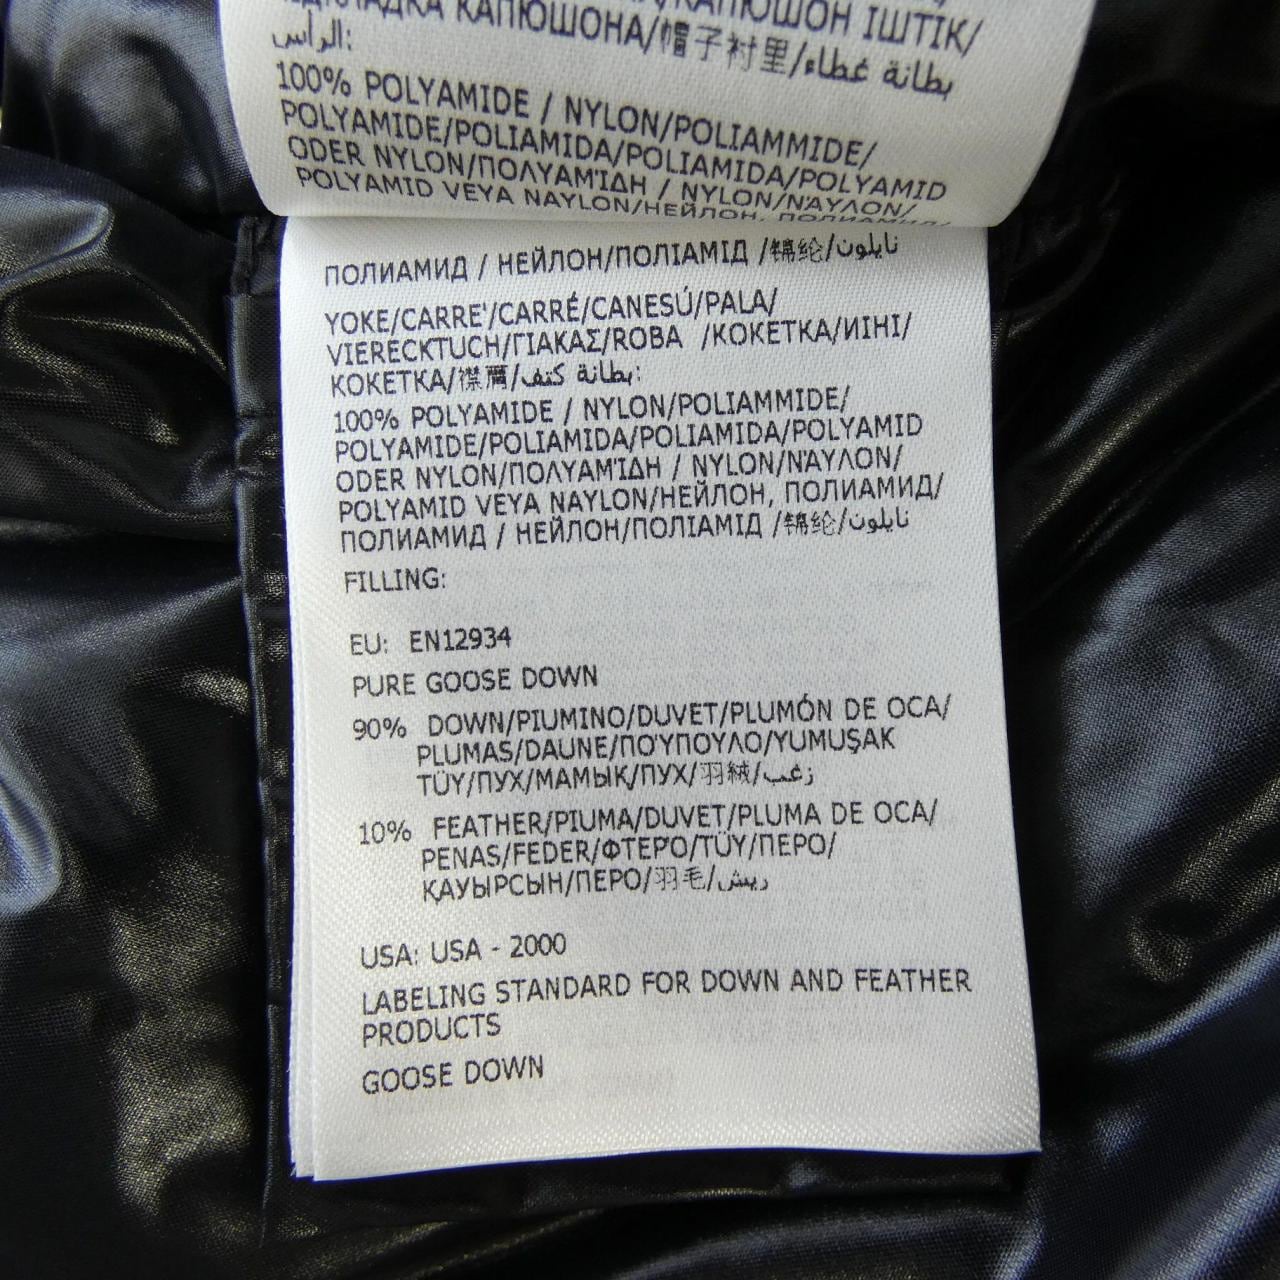 КАПЮШОН ІШТІК/
КАПЮШОНА/帽子衬里/بطانة غطاء
الرأس:
100% POLYAMIDE / NYLON/POLIAMMIDE/
POLYAMIDE/POLIAMIDA/POLIAMIDA/POLYAMID
ODER NYLON/ΠΟΛΥΑΜΊΔΗ / NYLON/ΝΆΥΛΟΝ/
POLYAMID VEYA NAYLON/НЕЙЛОН, ПОЛИАМИД/
ПОЛИАМИД / НЕЙЛОН/ПОЛІАМІД /锦纶/نايلون
YOKE/CARRE'/CARRÉ/CANESÚ/PALA/
VIERECKTUCH/ΓΙΑΚΑΣ/ROBA /КОКЕТКА/ИІНІ/
КОКЕТКА/襟肩/بطانة كتف:
100% POLYAMIDE / NYLON/POLIAMMIDE/
POLYAMIDE/POLIAMIDA/POLIAMIDA/POLYAMID
ODER NYLON/ΠΟΛΥΑΜΊΔΗ / NYLON/ΝΆΥΛΟΝ/
POLYAMID VEYA NAYLON/НЕЙЛОН, ПОЛИАМИД/
ПОЛИАМИД / НЕЙЛОН/ПОЛІАМІД /锦纶/نايلون
FILLING:
EU: EN12934
PURE GOOSE DOWN
90% DOWN/PIUMINO/DUVET/PLUMÓN DE OCA/
PLUMAS/DAUNE/ΠΟΎΠΟΥΛΟ/YUMUŞAK
TÜY/ПУХ/МАМЫҚ/ПУХ/羽絨/زغب
10% FEATHER/PIUMA/DUVET/PLUMA DE OCA/
PENAS/FEDER/ΦΤΕΡΌ/TÜY/ПЕРО/
ҚАУЫРСЫН/ПЕРО/羽毛/ريش
USA: USA - 2000
LABELING STANDARD FOR DOWN AND FEATHER
PRODUCTS
GOOSE DOWN